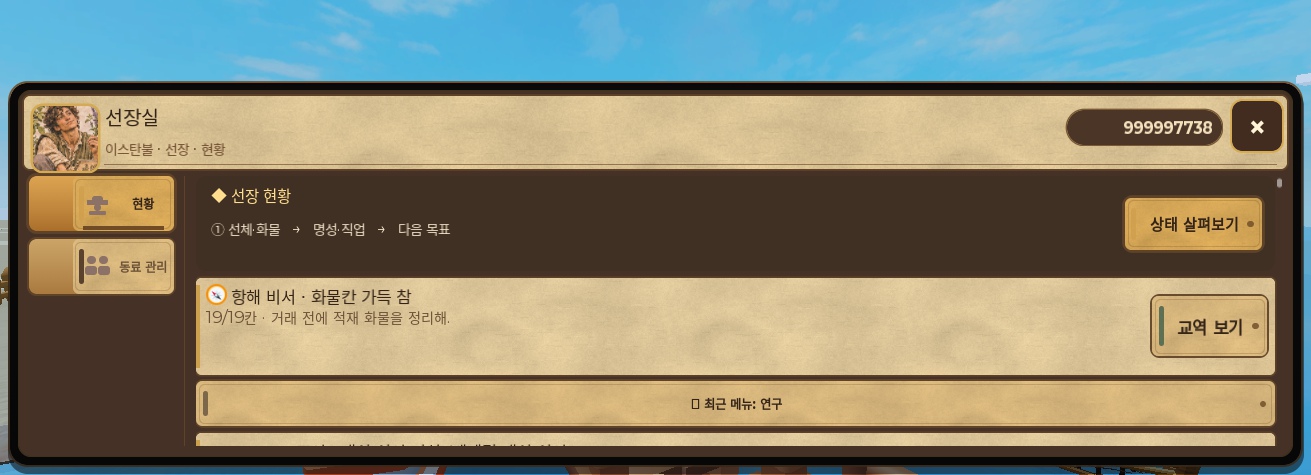 선장실
999997738
이스탄불 · 선장 · 현황
현황
동료 관리
선장 현황
① 선체·화물 → 명성·직업 → 다음 목표
상태 살펴보기
항해 비서 · 화물칸 가득 참
19/19칸 · 거래 전에 적재 화물을 정리해.
교역 보기
최근 메뉴: 연구